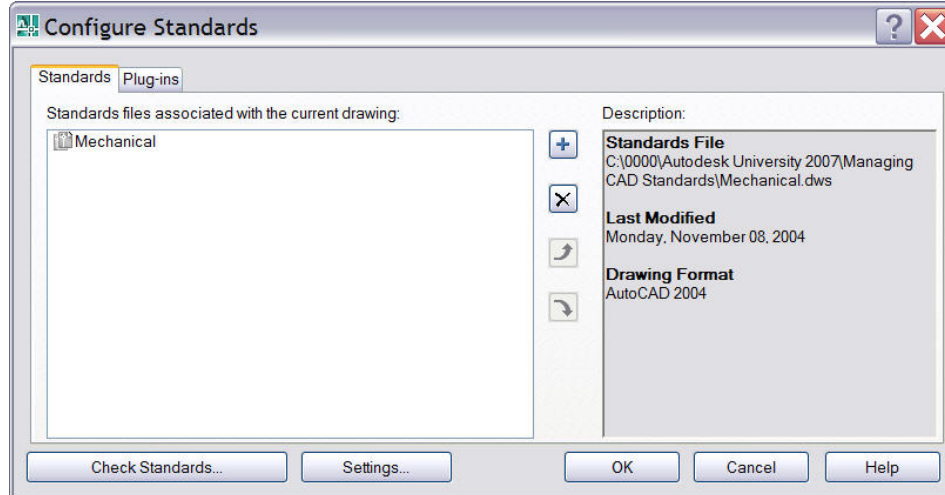 Configure Standards
Standards Plug-ins
Standards files associated with the current drawing:
Mechanical
Description:
Standards File
C:\0000\Autodesk University 2007\Managing
CAD Standards\Mechanical.dws
Last Modified
Monday, November 08, 2004
Drawing Format
AutoCAD 2004
Check Standards... Settings... OK Cancel Help